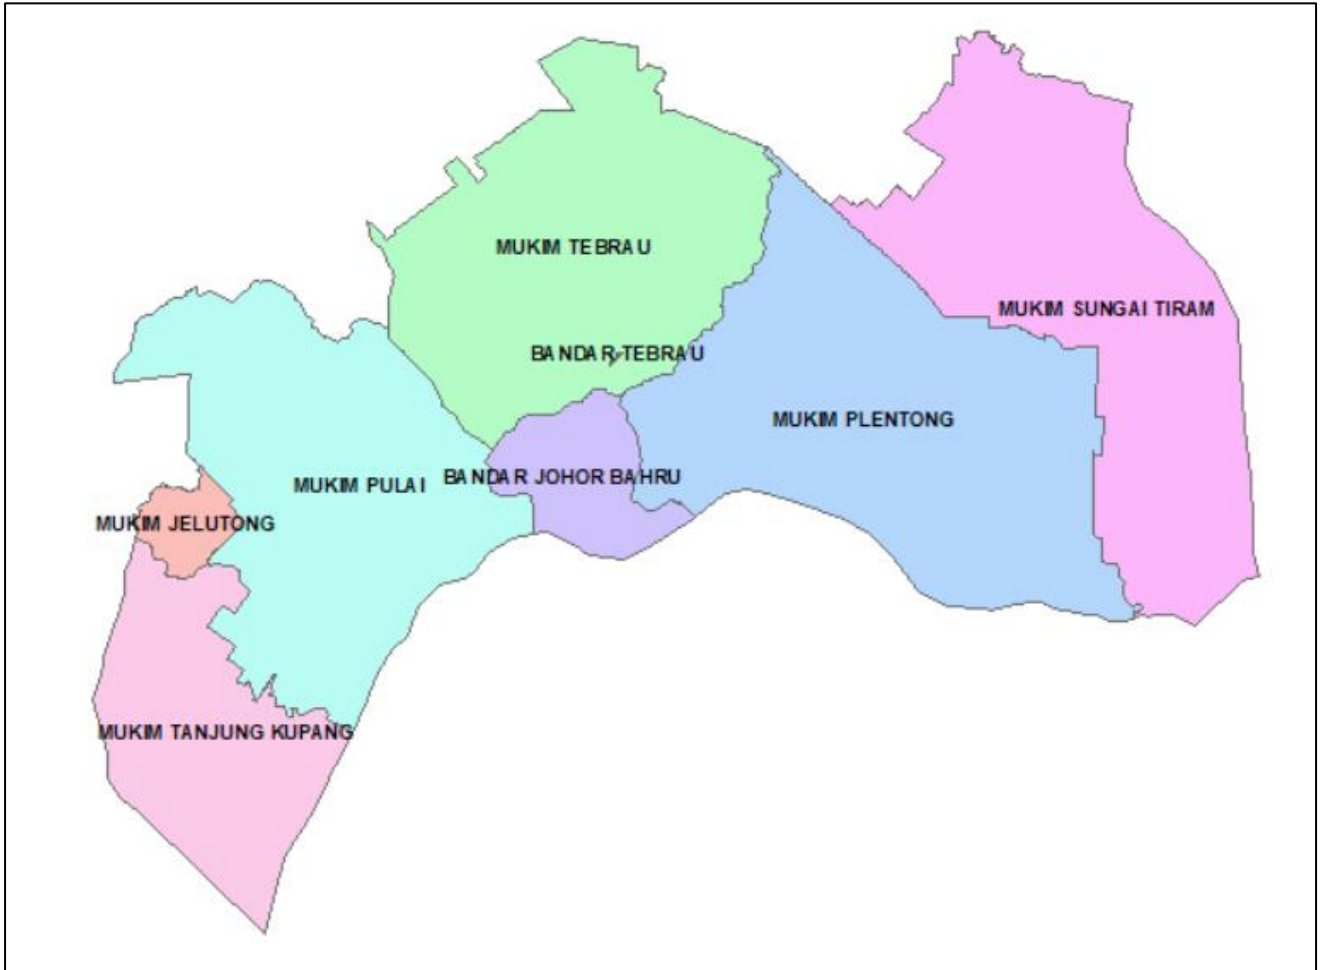 MUKIM TEBRAU
MUKIM SUNGAI TIRAM
BANDAR TEBRAU
MUKIM PLENTONG
BANDAR JOHOR BAHRU
MUKIM PULAI
MUKIM JELUTONG
MUKIM TANJUNG KUPANG